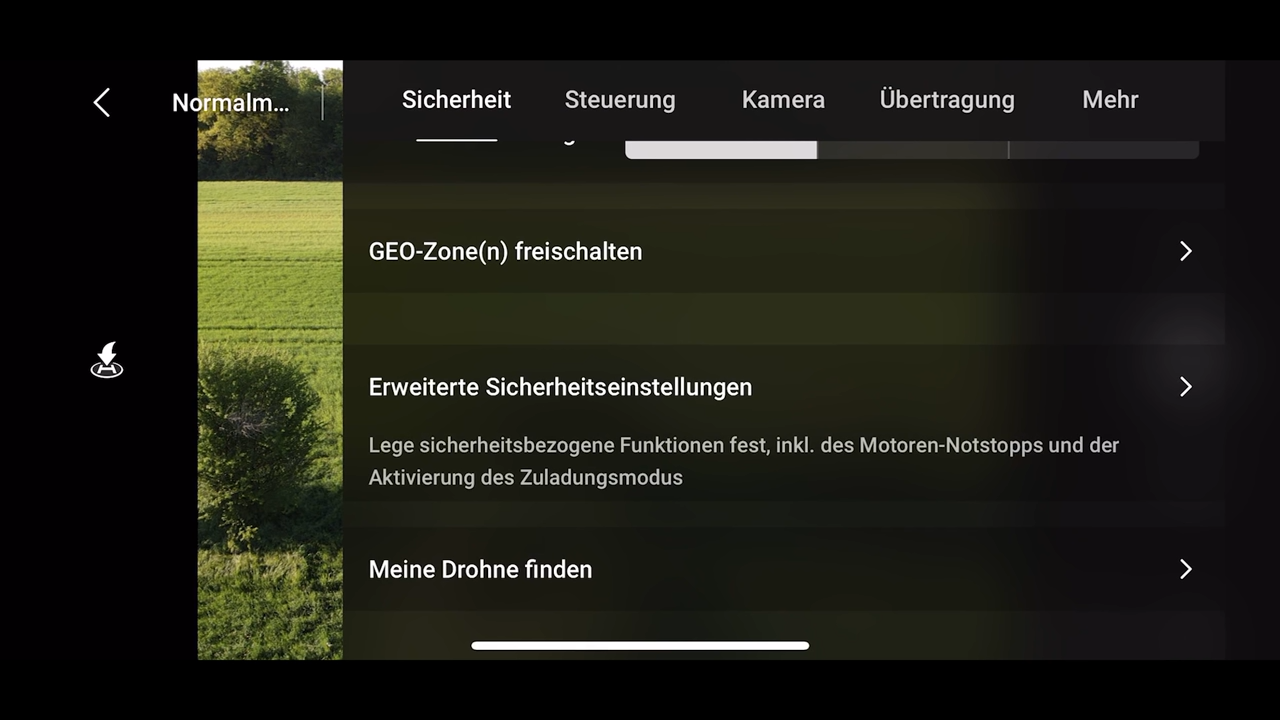 Normalm...
Sicherheit
Steuerung
Kamera
Übertragung
Mehr
GEO-Zone(n) freischalten
Erweiterte Sicherheitseinstellungen
Lege sicherheitsbezogene Funktionen fest, inkl. des Motoren-Notstopps und der
Aktivierung des Zuladungsmodus
Meine Drohne finden